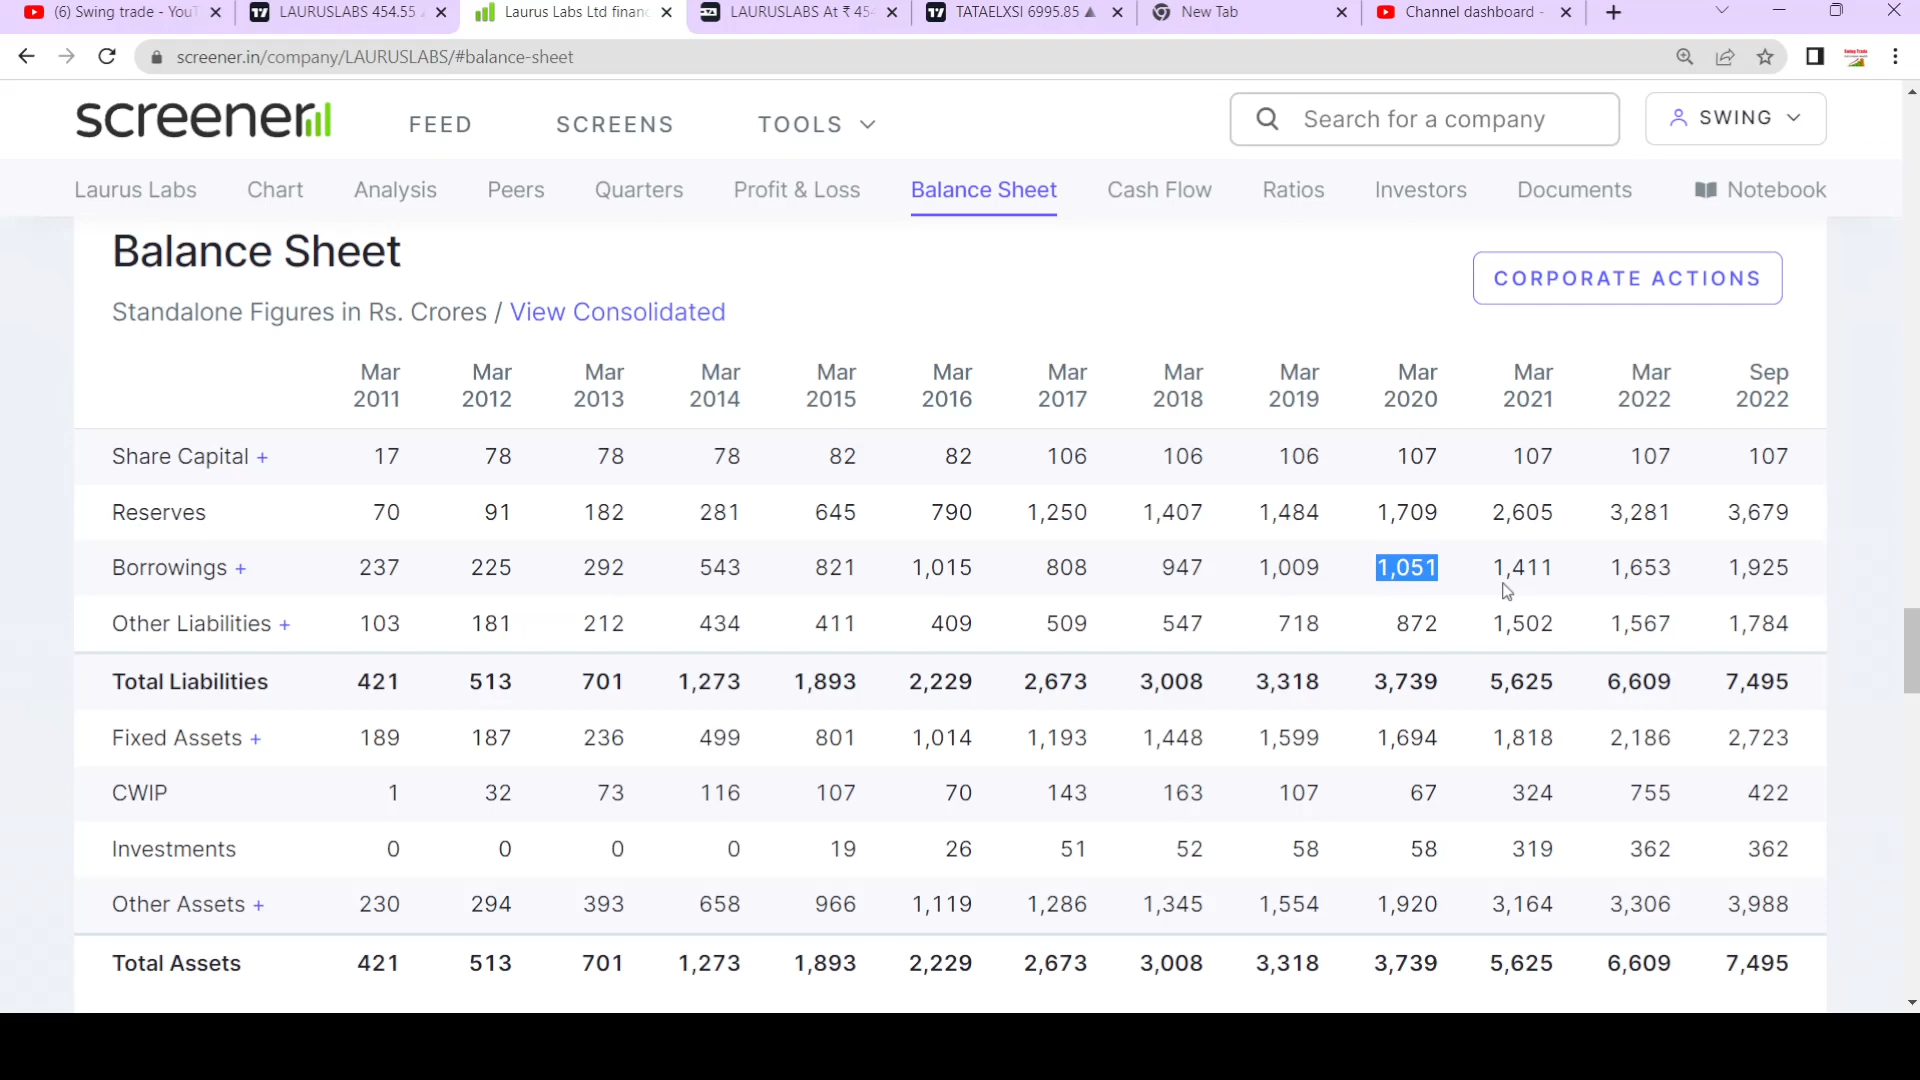 (6) Swing trade - YouT
LAURUSLABS 454.55
Laurus Labs Ltd finan
LAURUSLABS At ₹ 45
TATAELXSI 6995.85 ▲
New Tab
Channel dashboard -
screener.in/company/LAURUSLABS/#balance-sheet
screener
FEED SCREENS TOOLS
Search for a company
SWING
Laurus Labs Chart Analysis Peers Quarters Profit & Loss Balance Sheet Cash Flow Ratios Investors Documents Notebook
Balance Sheet
CORPORATE ACTIONS
Standalone Figures in Rs. Crores / View Consolidated
Mar Mar Mar Mar Mar Mar Mar Mar Mar Mar Mar Mar Sep
2011 2012 2013 2014 2015 2016 2017 2018 2019 2020 2021 2022 2022
Share Capital + 17 78 78 78 82 82 106 106 106 107 107 107 107
Reserves 70 91 182 281 645 790 1,250 1,407 1,484 1,709 2,605 3,281 3,679
Borrowings + 237 225 292 543 821 1,015 808 947 1,009 1,051 1,411 1,653 1,925
Other Liabilities + 103 181 212 434 411 409 509 547 718 872 1,502 1,567 1,784
Total Liabilities 421 513 701 1,273 1,893 2,229 2,673 3,008 3,318 3,739 5,625 6,609 7,495
Fixed Assets + 189 187 236 499 801 1,014 1,193 1,448 1,599 1,694 1,818 2,186 2,723
CWIP 1 32 73 116 107 70 143 163 107 67 324 755 422
Investments 0 0 0 0 19 26 51 52 58 58 319 362 362
Other Assets + 230 294 393 658 966 1,119 1,286 1,345 1,554 1,920 3,164 3,306 3,988
Total Assets 421 513 701 1,273 1,893 2,229 2,673 3,008 3,318 3,739 5,625 6,609 7,495